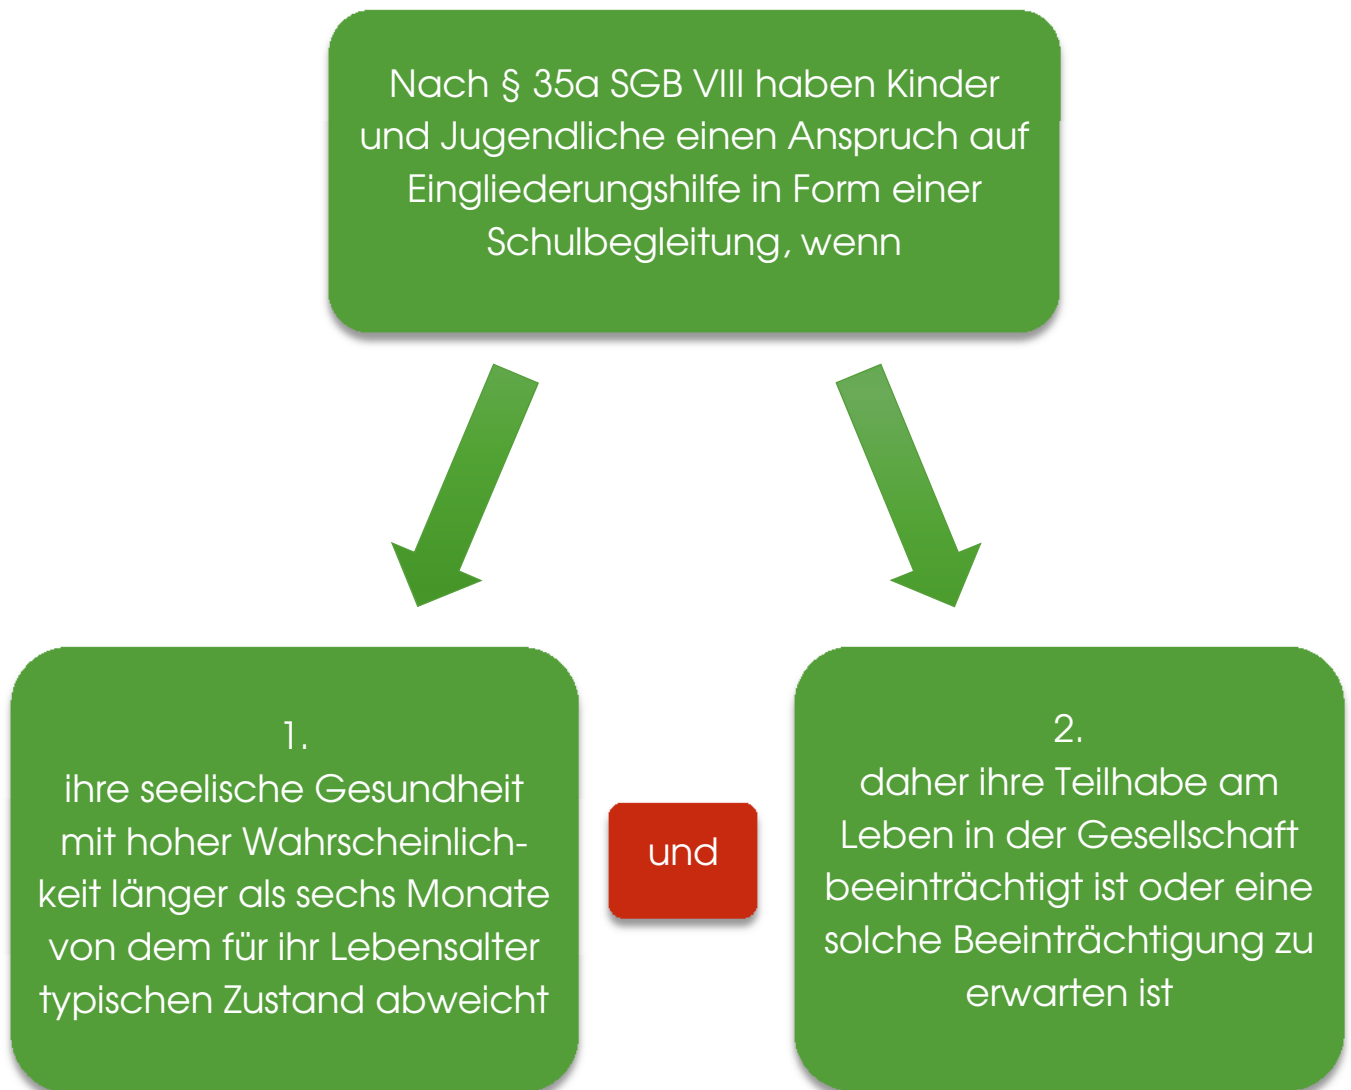 Nach § 35a SGB VIII haben Kinder
und Jugendliche einen Anspruch auf
Eingliederungshilfe in Form einer
Schulbegleitung, wenn
1.
ihre seelische Gesundheit
mit hoher Wahrscheinlich-
keit länger als sechs Monate
von dem für ihr Lebensalter
typischen Zustand abweicht
und
2.
daher ihre Teilhabe am
Leben in der Gesellschaft
beeinträchtigt ist oder eine
solche Beeinträchtigung zu
erwarten ist